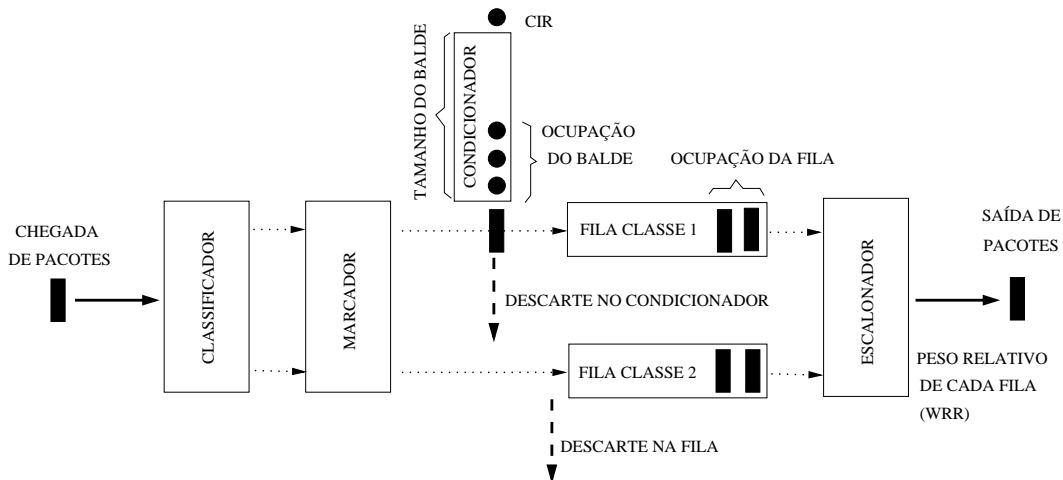 CIR
TAMANHO DO BALDE
CONDICIONADOR
OCUPAÇÃO
DO BALDE
OCUPAÇÃO DA FILA
CHEGADA
DE PACOTES
CLASSIFICADOR
MARCADOR
FILA CLASSE 1
DESCARTE NO CONDICIONADOR
FILA CLASSE 2
DESCARTE NA FILA
ESCALONADOR
SAÍDA DE
PACOTES
PESO RELATIVO
DE CADA FILA
(WRR)